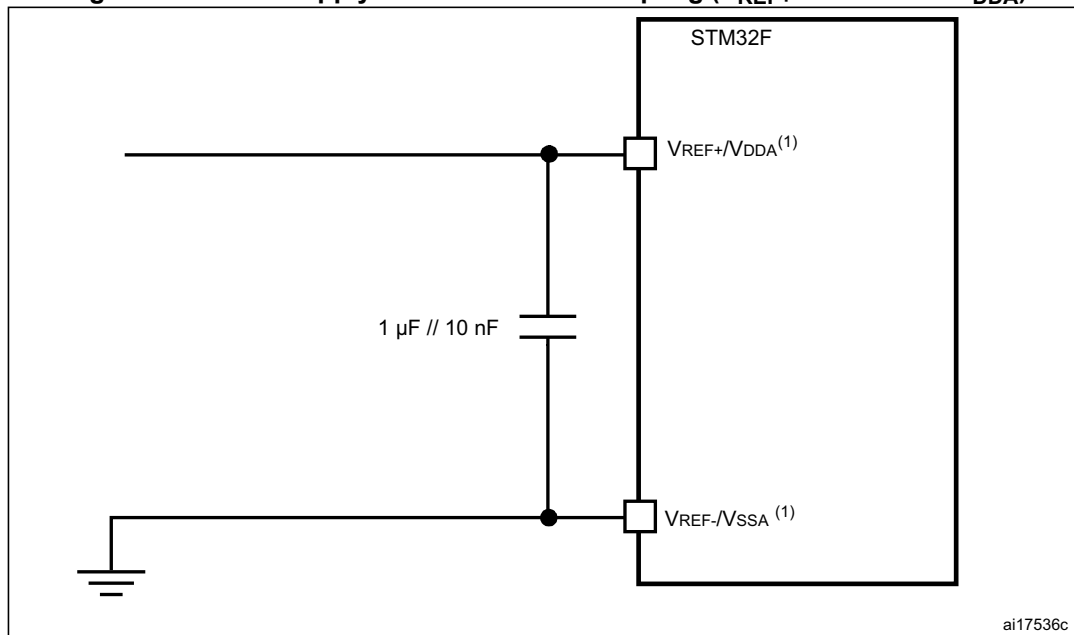 STM32F
VREF+/VDDA(1)
1 µF // 10 nF
VREF-/VSSA (1)
ai17536c